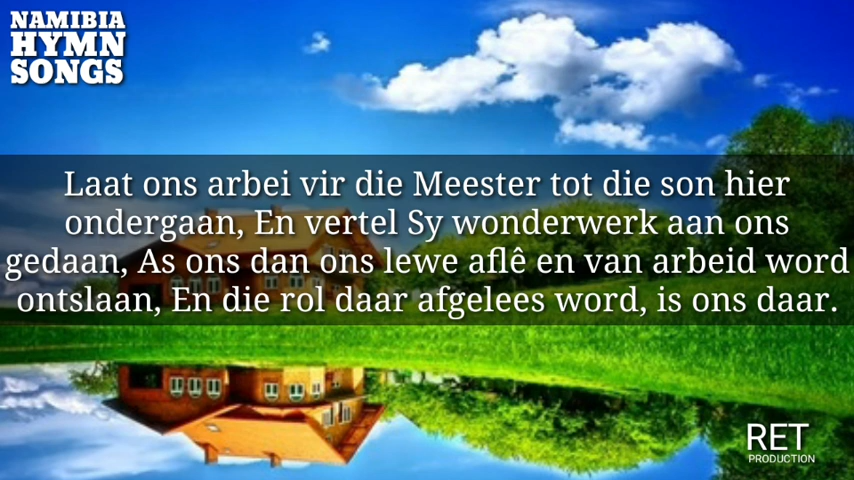 NAMIBIA
HYMN
SONGS
Laat ons arbei vir die Meester tot die son hier
ondergaan, En vertel Sy wonderwerk aan ons
gedaan, As ons dan ons lewe aflê en van arbeid word
ontslaan, En die rol daar afgelees word, is ons daar.
RET
PRODUCTION